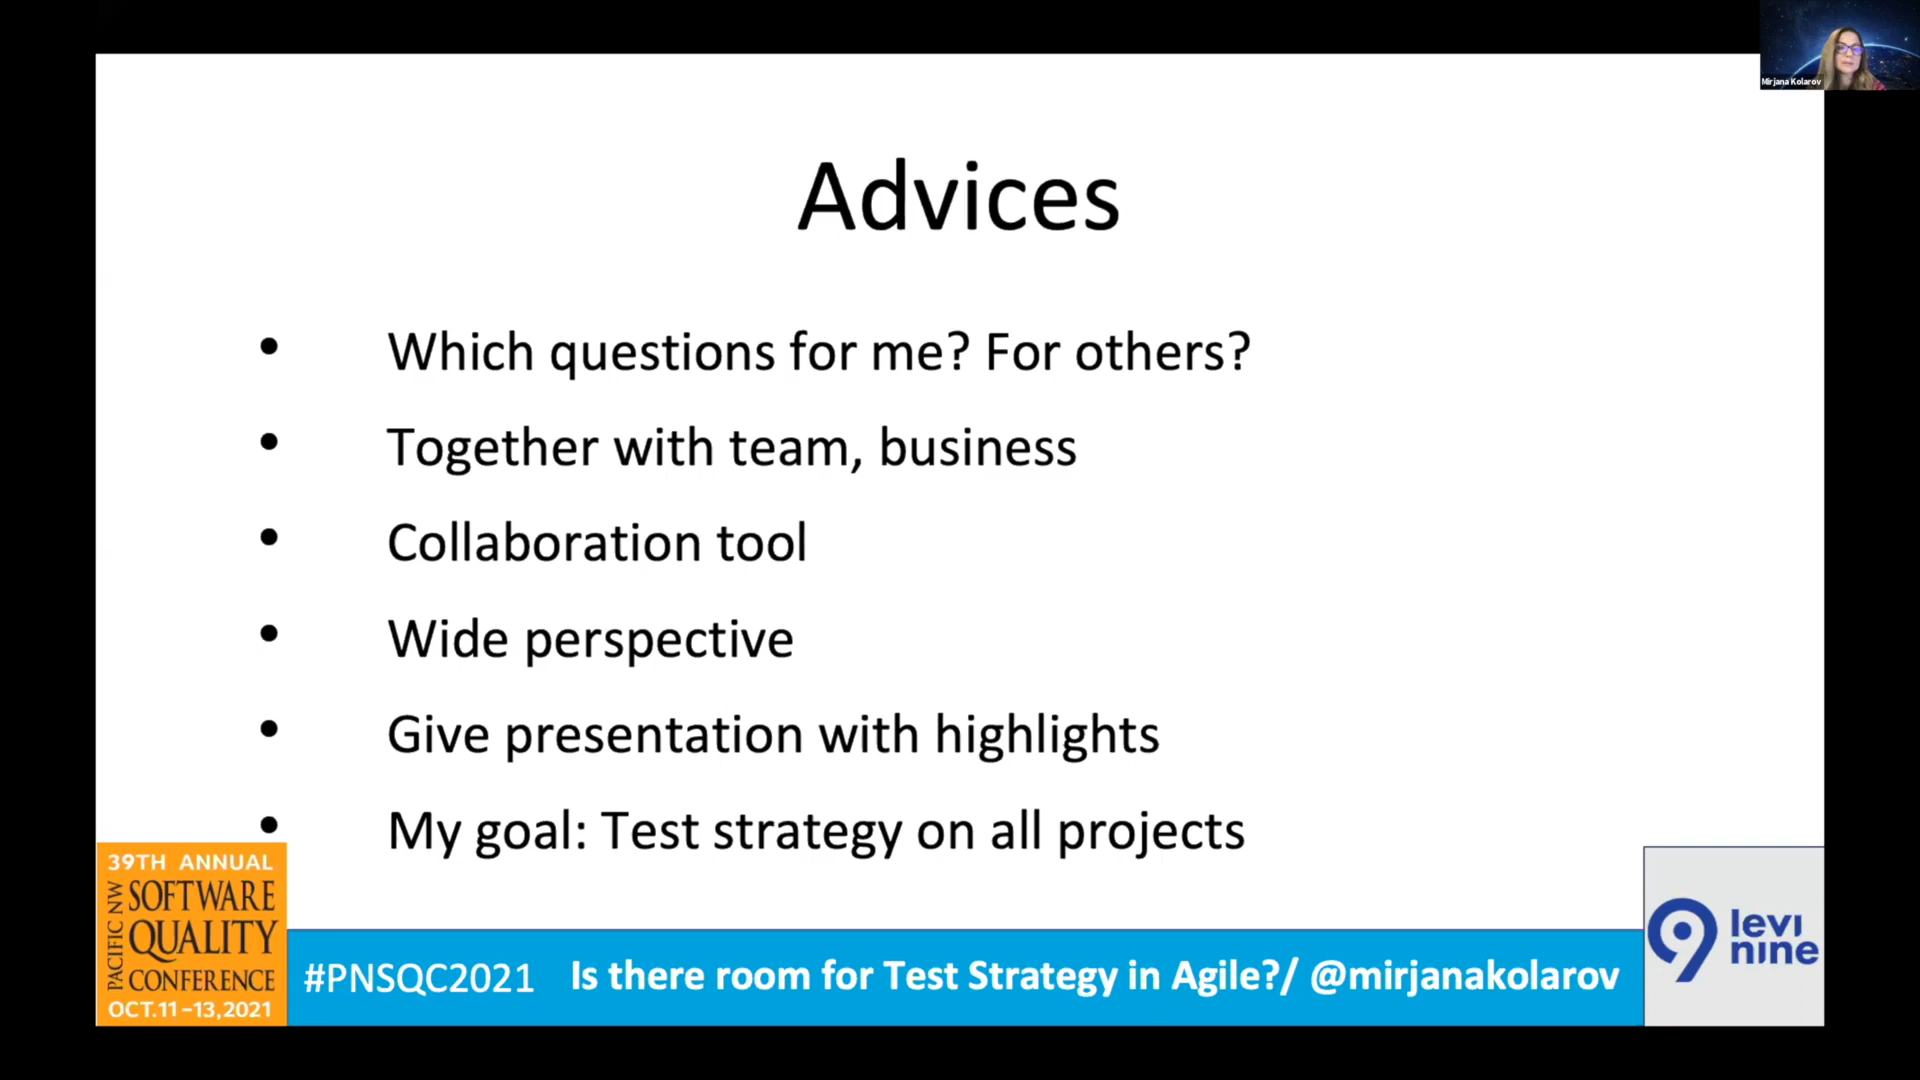 Mirjana Kolarov
Advices
• Which questions for me? For others?
• Together with team, business
• Collaboration tool
• Wide perspective
• Give presentation with highlights
• My goal: Test strategy on all projects
39TH ANNUAL
PACIFIC NW
SOFTWARE
QUALITY
CONFERENCE
OCT.11-13,2021
#PNSQC2021 Is there room for Test Strategy in Agile?/ @mirjanakolarov
9 levi
nine